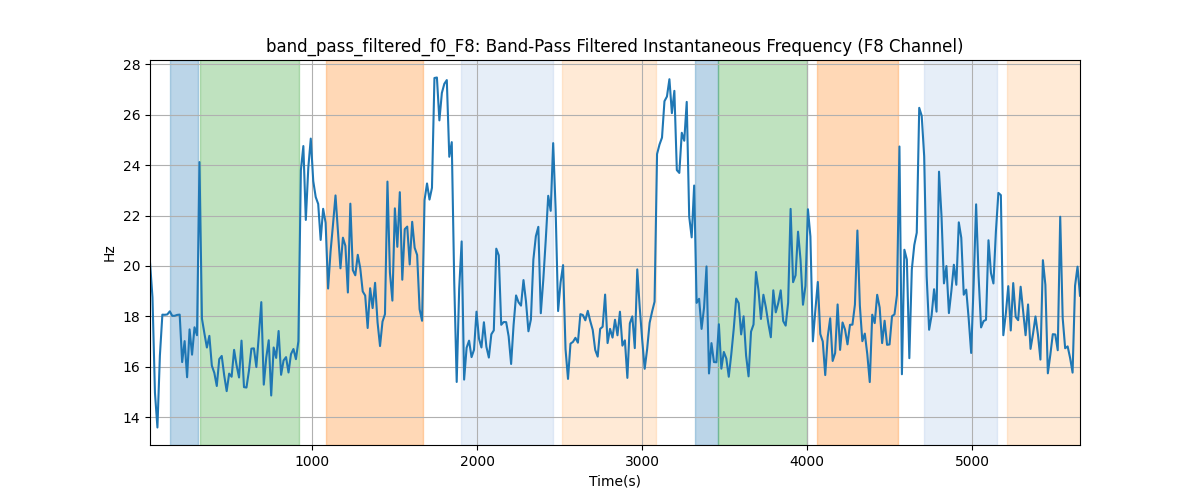 band_pass_filtered_f0_F8: Band-Pass Filtered Instantaneous Frequency (F8 Channel)
28
26
24
22
20
18
16
14
Hz
1000 2000 3000 4000 5000
Time(s)